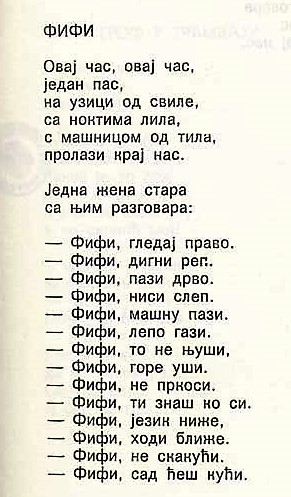 ФИФИ
Овај час, овај час,
један пас,
на узици од свиле,
са ноктима лила,
с машницом од тила,
пролази крај нас.
Једна жена стара
са њим разговара:
— Фифи, гледај право.
— Фифи, дигни реп.
— Фифи, пази дрво.
— Фифи, ниси слеп.
— Фифи, машну пази.
— Фифи, лепо гази.
— Фифи, то не њуши,
— Фифи, горе уши.
— Фифи, не пркоси.
— Фифи, ти знаш ко си.
— Фифи, језик ниже,
— Фифи, ходи ближе.
— Фифи, не скакући.
— Фифи, сад ћеш кући.